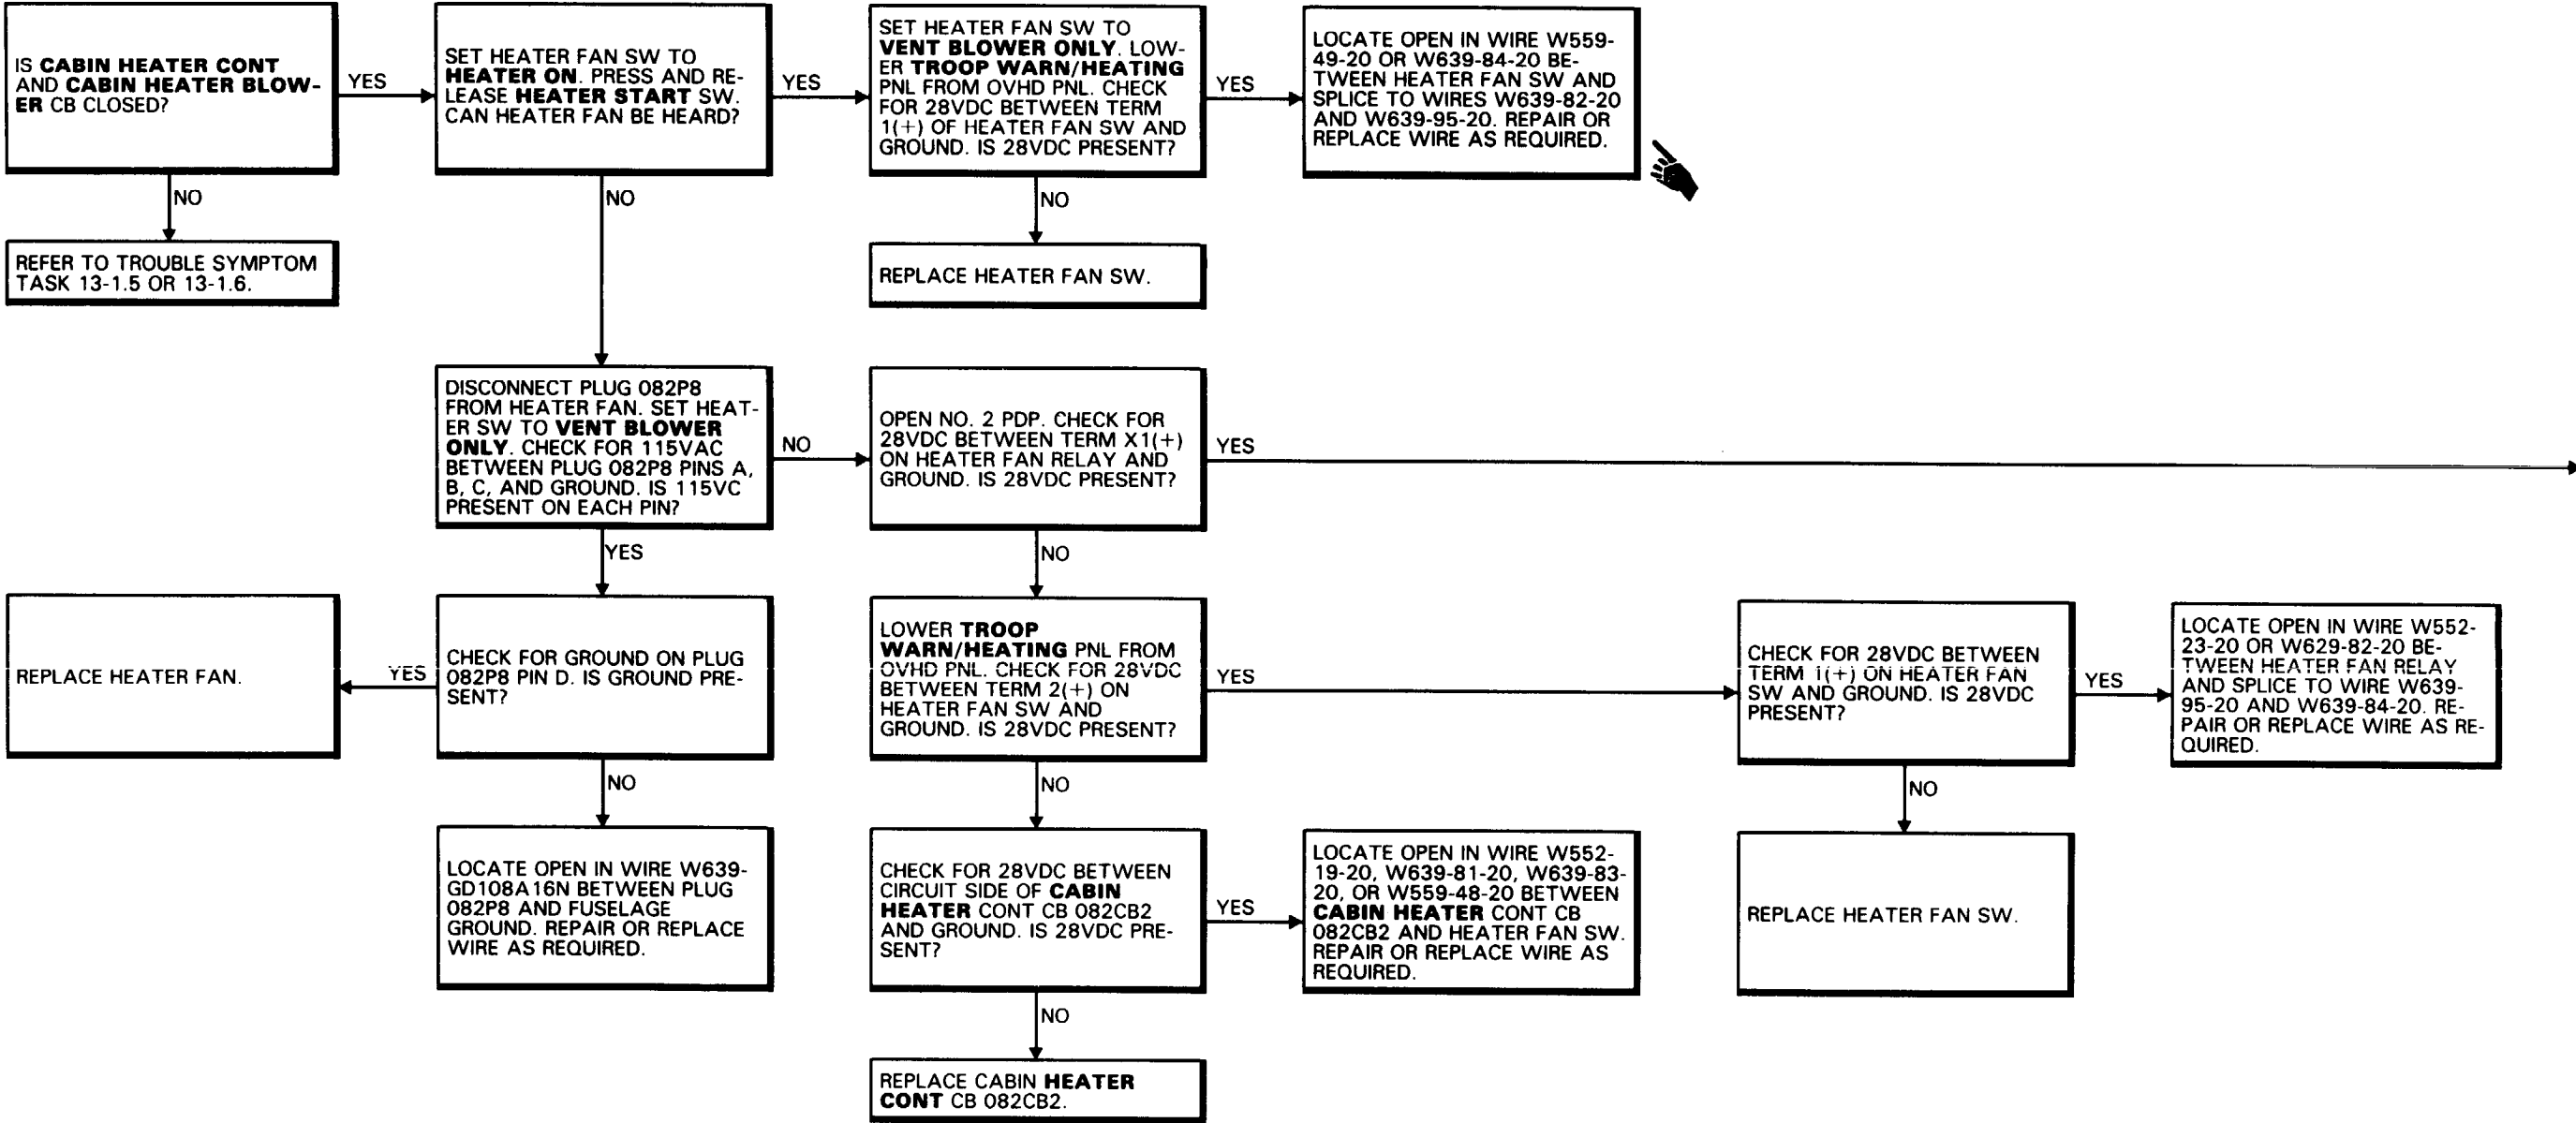 IS CABIN HEATER CONT
AND CABIN HEATER BLOW-
ER CB CLOSED?
YES
NO
REFER TO TROUBLE SYMPTOM
TASK 13-1.5 OR 13-1.6.
SET HEATER FAN SW TO
HEATER ON. PRESS AND RE-
LEASE HEATER START SW.
CAN HEATER FAN BE HEARD?
YES
NO
SET HEATER FAN SW TO
VENT BLOWER ONLY. LOW-
ER TROOP WARN/HEATING
PNL FROM OVHD PNL. CHECK
FOR 28VDC BETWEEN TERM
1(+) OF HEATER FAN SW AND
GROUND. IS 28VDC PRESENT?
YES
NO
REPLACE HEATER FAN SW.
LOCATE OPEN IN WIRE W559-
49-20 OR W639-84-20 BE-
TWEEN HEATER FAN SW AND
SPLICE TO WIRES W639-82-20
AND W639-95-20. REPAIR OR
REPLACE WIRE AS REQUIRED.
DISCONNECT PLUG 082P8
FROM HEATER FAN. SET HEAT-
ER SW TO VENT BLOWER
ONLY. CHECK FOR 115VAC
BETWEEN PLUG 082P8 PINS A,
B, C, AND GROUND. IS 115VC
PRESENT ON EACH PIN?
NO
YES
OPEN NO. 2 PDP. CHECK FOR
28VDC BETWEEN TERM X1(+)
ON HEATER FAN RELAY AND
GROUND. IS 28VDC PRESENT?
YES
NO
REPLACE HEATER FAN.
YES
CHECK FOR GROUND ON PLUG
082P8 PIN D. IS GROUND PRE-
SENT?
NO
LOCATE OPEN IN WIRE W639-
GD108A16N BETWEEN PLUG
082P8 AND FUSELAGE
GROUND. REPAIR OR REPLACE
WIRE AS REQUIRED.
LOWER TROOP
WARN/HEATING PNL FROM
OVHD PNL. CHECK FOR 28VDC
BETWEEN TERM 2(+) ON
HEATER FAN SW AND
GROUND. IS 28VDC PRESENT?
YES
NO
CHECK FOR 28VDC BETWEEN
TERM 1(+) ON HEATER FAN
SW AND GROUND. IS 28VDC
PRESENT?
YES
NO
LOCATE OPEN IN WIRE W552-
23-20 OR W629-82-20 BE-
TWEEN HEATER FAN RELAY
AND SPLICE TO WIRE W639-
95-20 AND W639-84-20. RE-
PAIR OR REPLACE WIRE AS RE-
QUIRED.
CHECK FOR 28VDC BETWEEN
CIRCUIT SIDE OF CABIN
HEATER CONT CB 082CB2
AND GROUND. IS 28VDC PRE-
SENT?
YES
NO
LOCATE OPEN IN WIRE W552-
19-20, W639-81-20, W639-83-
20, OR W559-48-20 BETWEEN
CABIN HEATER CONT CB
082CB2 AND HEATER FAN SW.
REPAIR OR REPLACE WIRE AS
REQUIRED.
REPLACE HEATER FAN SW.
REPLACE CABIN HEATER
CONT CB 082CB2.